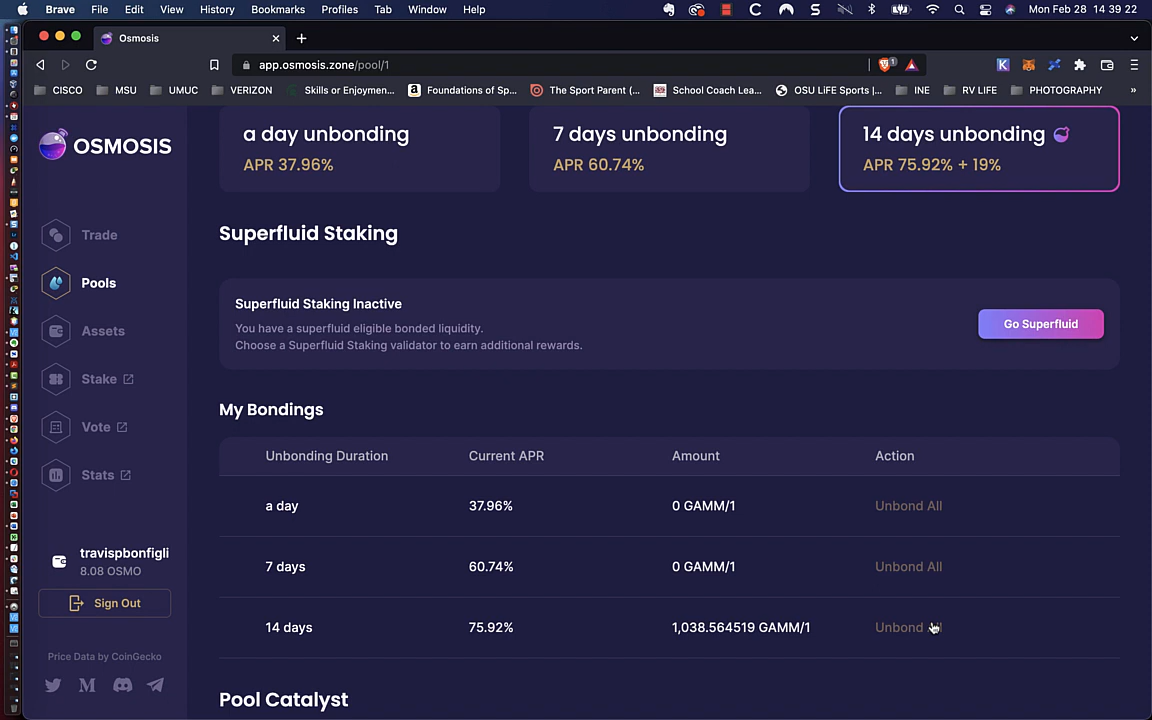 Brave File Edit View History Bookmarks Profiles Tab Window Help Mon Feb 28 14 39 22
Osmosis
app.osmosis.zone/pool/1
CISCO MSU UMUC VERIZON Skills or Enjoymen... Foundations of Sp... The Sport Parent (... School Coach Lea... OSU LiFE Sports |... INE RV LIFE PHOTOGRAPHY »
OSMOSIS
Trade
Pools
Assets
Stake
Vote
Stats
travispbonfigli
8.08 OSMO
Sign Out
Price Data by CoinGecko
a day unbonding
APR 37.96%
7 days unbonding
APR 60.74%
14 days unbonding
APR 75.92% + 19%
Superfluid Staking
Superfluid Staking Inactive
You have a superfluid eligible bonded liquidity.
Choose a Superfluid Staking validator to earn additional rewards.
Go Superfluid
My Bondings
Unbonding Duration Current APR Amount Action
a day 37.96% 0 GAMM/1 Unbond All
7 days 60.74% 0 GAMM/1 Unbond All
14 days 75.92% 1,038.564519 GAMM/1 Unbond All
Pool Catalyst